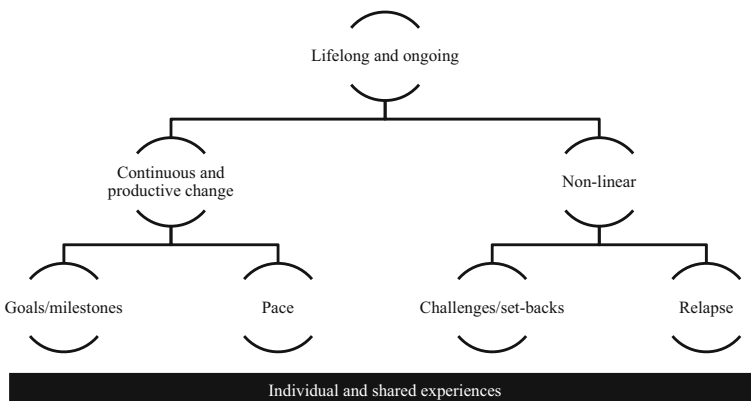 Lifelong and ongoing
Continuous and
productive change
Non-linear
Goals/milestones
Pace
Challenges/set-backs
Relapse
Individual and shared experiences